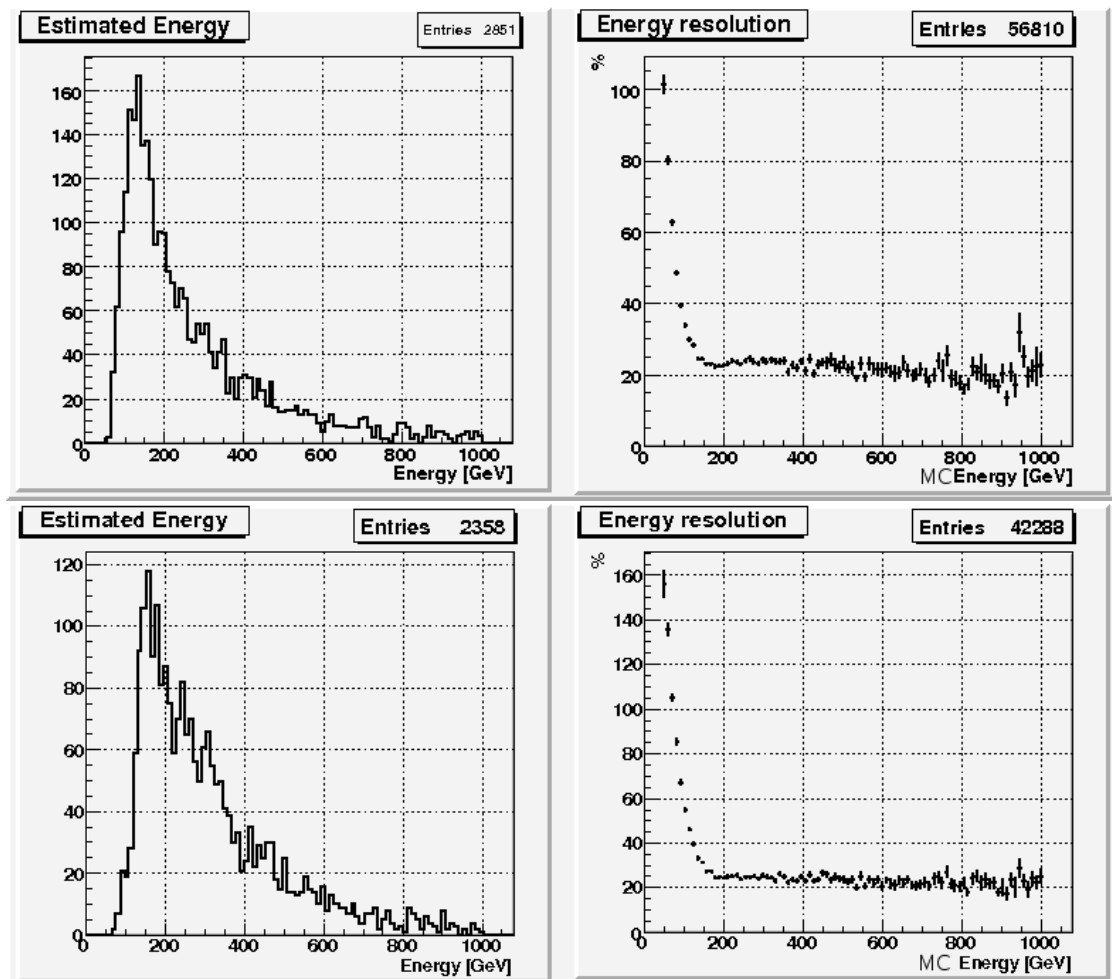 Estimated Energy
Entries 2851
160
140
120
100
80
60
40
20
0
0 200 400 600 800 1000
Energy [GeV]
Energy resolution
Entries 56810
%
100
80
60
40
20
0
0 200 400 600 800 1000
MC Energy [GeV]
Estimated Energy
Entries 2358
120
100
80
60
40
20
0
0 200 400 600 800 1000
Energy [GeV]
Energy resolution
Entries 42288
%
160
140
120
100
80
60
40
20
0
0 200 400 600 800 1000
MC Energy [GeV]